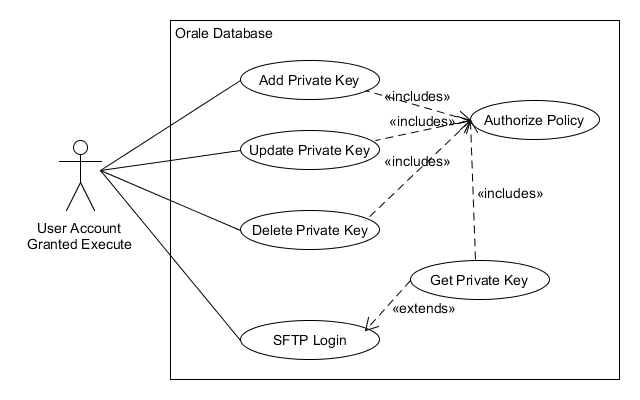 Orale Database
Add Private Key
«includes»
Authorize Policy
«includes»
Update Private Key
«includes»
User Account
Granted Execute
Delete Private Key
«includes»
Get Private Key
«extends»
SFTP Login